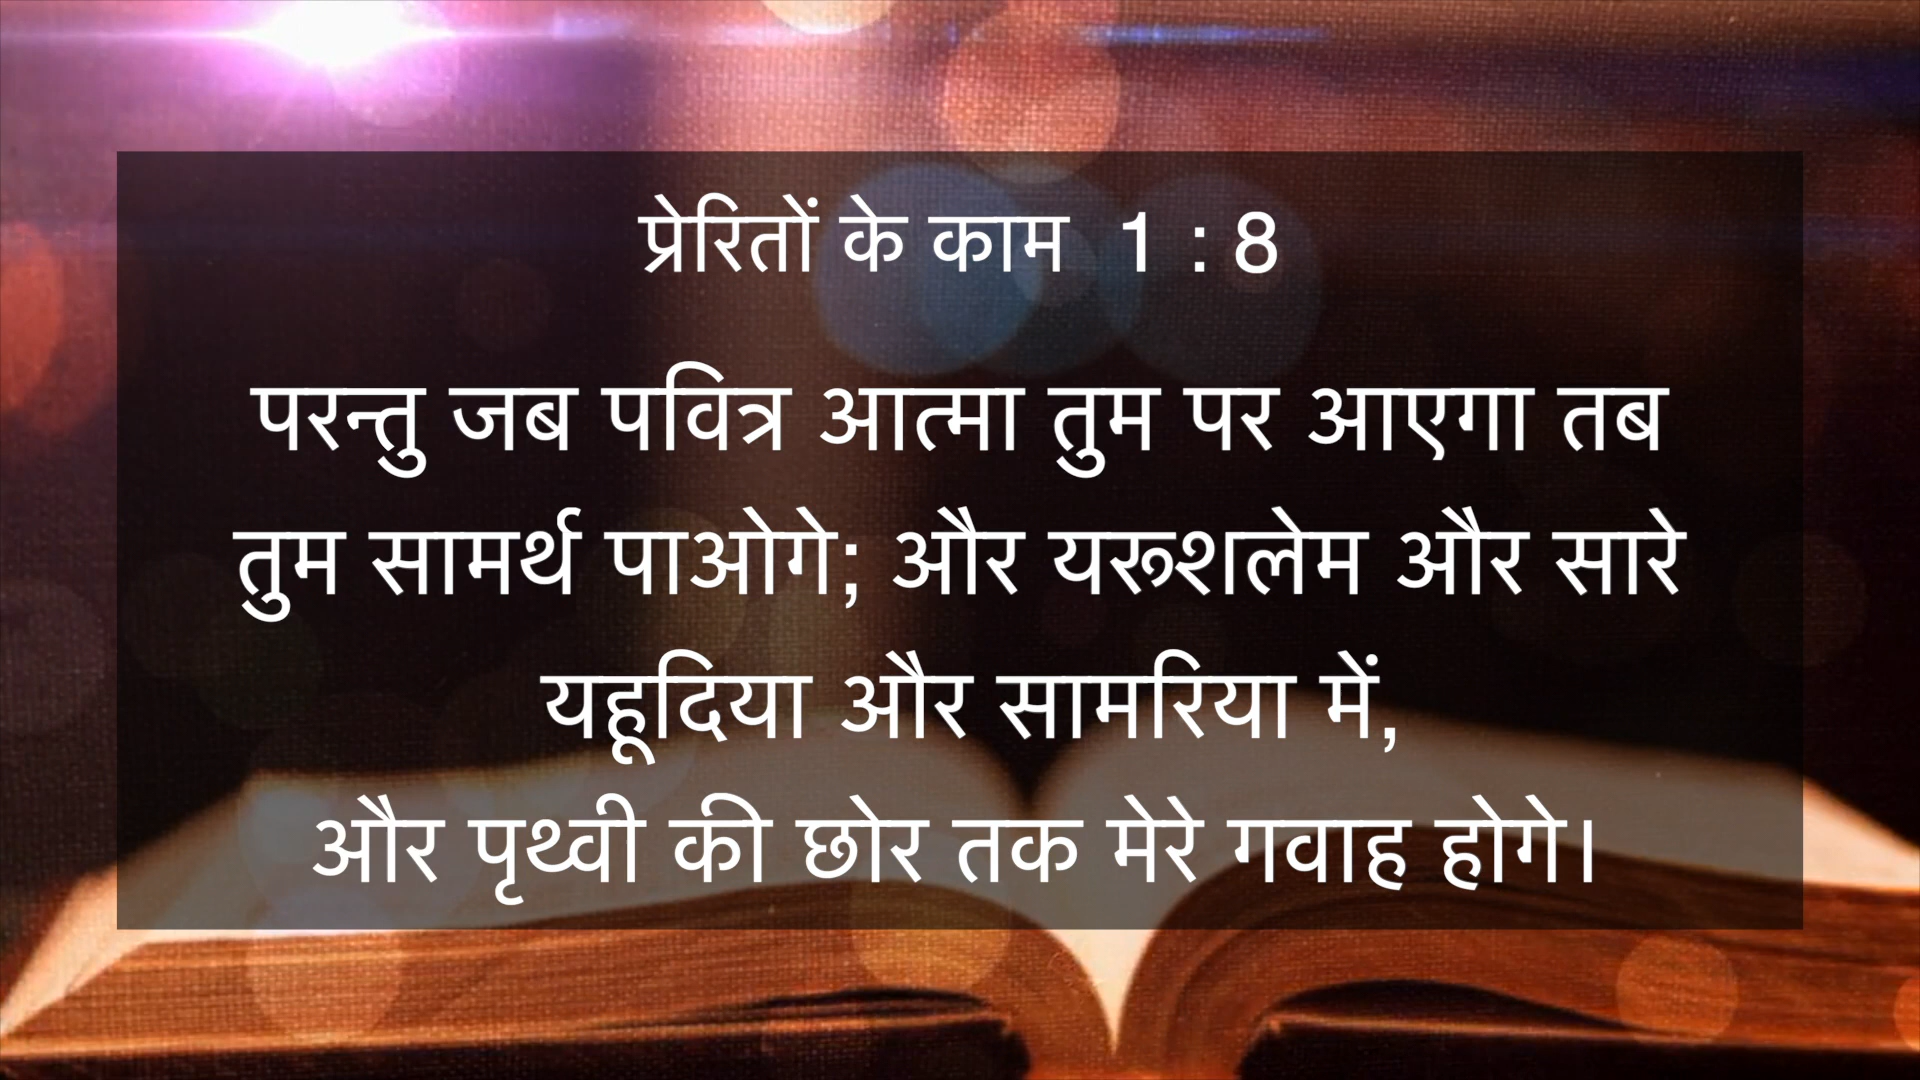 प्रेरितों के काम  1 : 8
परन्तु जब पवित्र आत्मा तुम पर आएगा तब
तुम सामर्थ पाओगे; और यरूशलेम और सारे
यहूदिया और सामरिया में,
और पृथ्वी की छोर तक मेरे गवाह होगे।